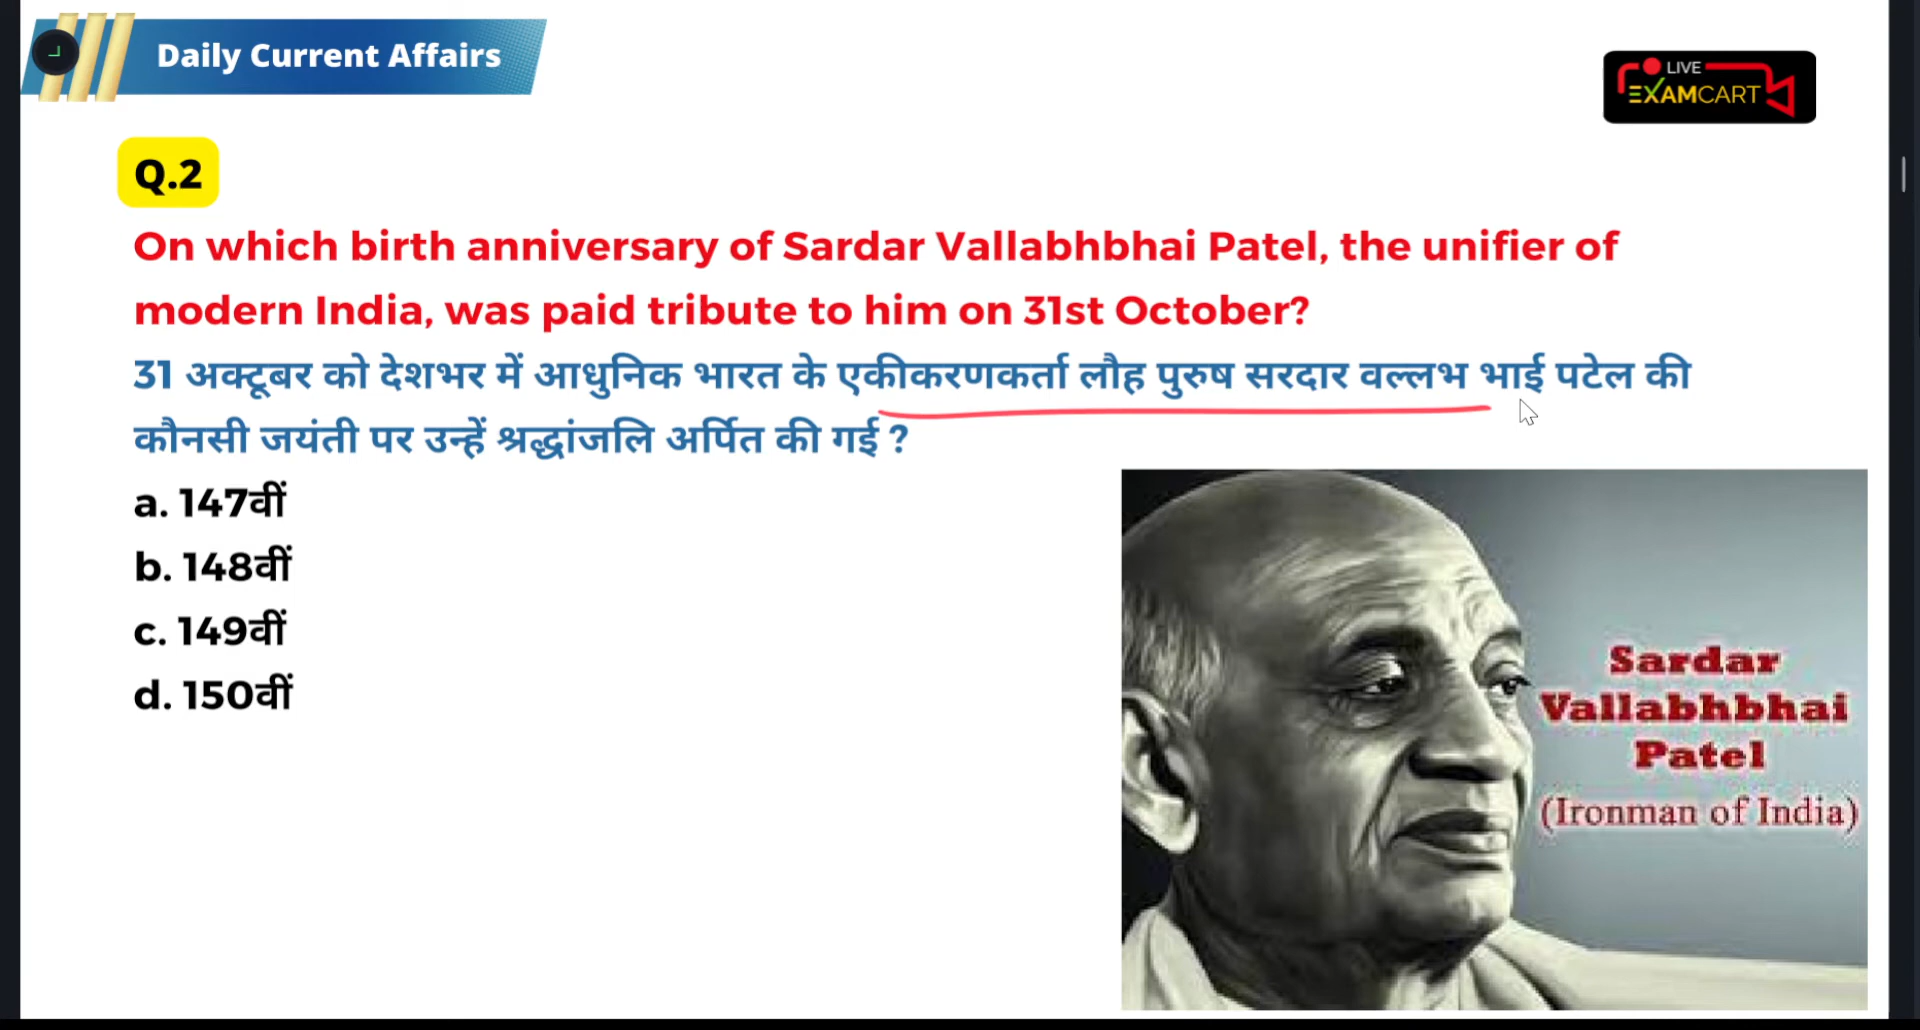 Daily Current Affairs
LIVE
EXAMCART
Q.2
On which birth anniversary of Sardar Vallabhbhai Patel, the unifier of
modern India, was paid tribute to him on 31st October?
31 अक्टूबर को देशभर में आधुनिक भारत के एकीकरणकर्ता लौह पुरुष सरदार वल्लभ भाई पटेल की
कौनसी जयंती पर उन्हें श्रद्धांजलि अर्पित की गई ?
a. 147वीं
b. 148वीं
c. 149वीं
d. 150वीं
Sardar
Vallabhbhai
Patel
(Ironman of India)